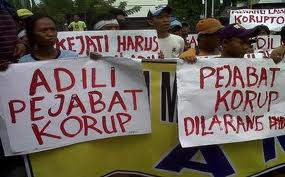 KORUPTO
KEJATI HARUS
ADILI
PEJABAT
KORUP
PEJABAT
KORUP
DILARANG